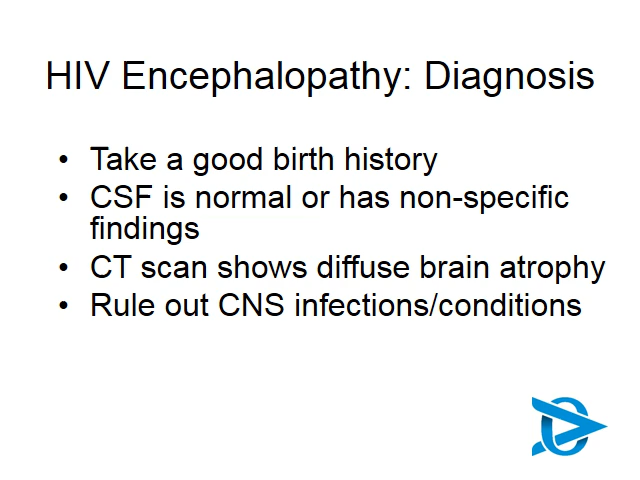 HIV Encephalopathy: Diagnosis
• Take a good birth history
• CSF is normal or has non-specific
findings
• CT scan shows diffuse brain atrophy
• Rule out CNS infections/conditions